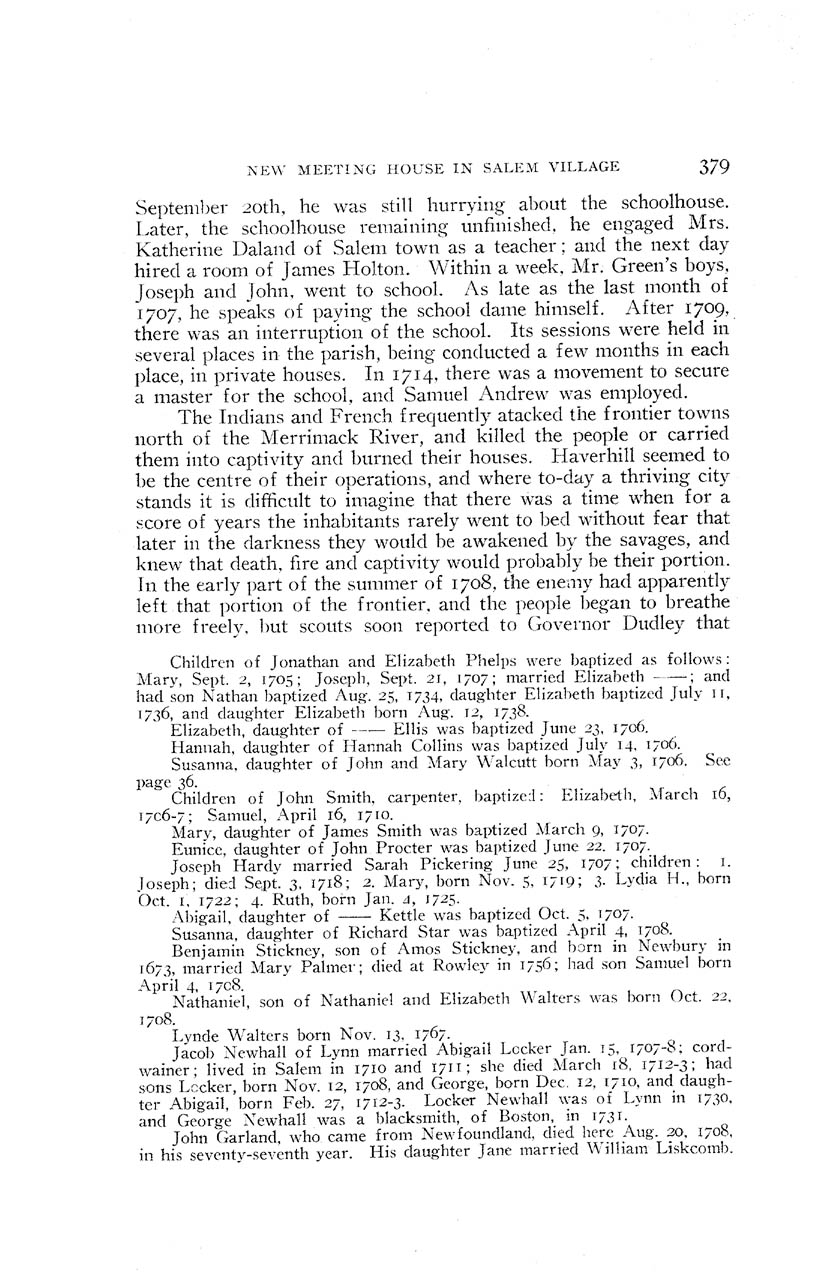 NEW MEETING HOUSE IN SALEM VILLAGE 379
September 20th, he was still hurrying about the schoolhouse.
Later, the schoolhouse remaining unfinished, he engaged Mrs.
Katherine Daland of Salem town as a teacher; and the next day
hired a room of James Holton. Within a week, Mr. Green's boys,
Joseph and John, went to school. As late as the last month of
1707, he speaks of paying the school dame himself. After 1709,
there was an interruption of the school. Its sessions were held in
several places in the parish, being conducted a few months in each
place, in private houses. In 1714, there was a movement to secure
a master for the school, and Samuel Andrew was employed.
The Indians and French frequently atacked the frontier towns
north of the Merrimack River, and killed the people or carried
them into captivity and burned their houses. Haverhill seemed to
be the centre of their operations, and where to-day a thriving city
stands it is difficult to imagine that there was a time when for a
score of years the inhabitants rarely went to bed without fear that
later in the darkness they would be awakened by the savages, and
knew that death, fire and captivity would probably be their portion.
In the early part of the summer of 1708, the enemy had apparently
left that portion of the frontier, and the people began to breathe
more freely, but scouts soon reported to Governor Dudley that
Children of Jonathan and Elizabeth Phelps were baptized as follows:
Mary, Sept. 2, 1705; Joseph, Sept. 21, 1707; married Elizabeth ——; and
had son Nathan baptized Aug. 25, 1734, daughter Elizabeth baptized July 11,
1736, and daughter Elizabeth born Aug. 12, 1738.
Elizabeth, daughter of —— Ellis was baptized June 23, 1706.
Hannah, daughter of Hannah Collins was baptized July 14, 1706.
Susanna, daughter of John and Mary Walcutt born May 3, 1706. See
page 36.
Children of John Smith, carpenter, baptized: Elizabeth, March 16,
1706-7; Samuel, April 16, 1710.
Mary, daughter of James Smith was baptized March 9, 1707.
Eunice, daughter of John Procter was baptized June 22, 1707.
Joseph Hardy married Sarah Pickering June 25, 1707; children: 1.
Joseph; died Sept. 3, 1718; 2. Mary, born Nov. 5, 1719; 3. Lydia H., born
Oct. 1, 1722; 4. Ruth, born Jan. 4, 1725.
Abigail, daughter of —— Kettle was baptized Oct. 5, 1707.
Susanna, daughter of Richard Star was baptized April 4, 1708.
Benjamin Stickney, son of Amos Stickney, and born in Newbury in
1673, married Mary Palmer; died at Rowley in 1756; had son Samuel born
April 4, 1708.
Nathaniel, son of Nathaniel and Elizabeth Walters was born Oct. 22,
1708.
Lynde Walters born Nov. 13, 1767.
Jacob Newhall of Lynn married Abigail Locker Jan. 15, 1707-8; cord-
wainer; lived in Salem in 1710 and 1711; she died March 18, 1712-3; had
sons Locker, born Nov. 12, 1708, and George, born Dec. 12, 1710, and daugh-
ter Abigail, born Feb. 27, 1712-3. Locker Newhall was of Lynn in 1730,
and George Newhall was a blacksmith, of Boston, in 1731.
John Garland, who came from Newfoundland, died here Aug. 20, 1708,
in his seventy-seventh year. His daughter Jane married William Liskcomb.